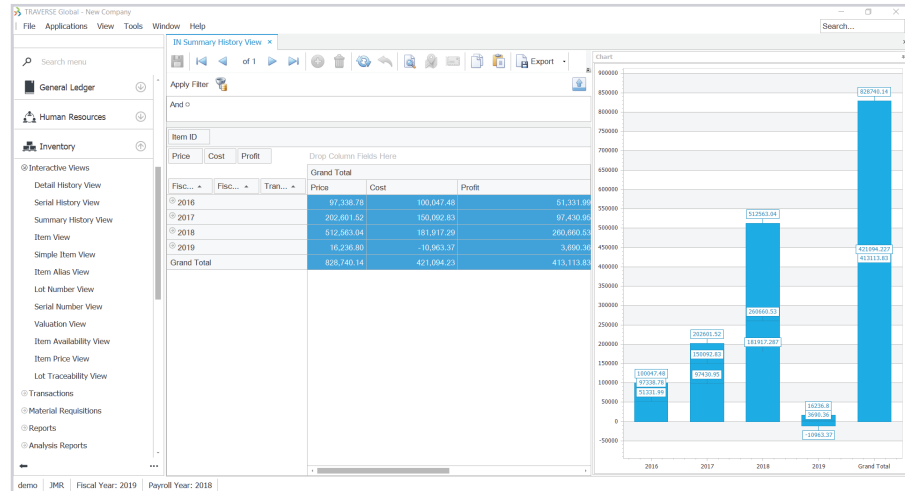 TRAVERSE Global - New Company
File Applications View Tools Window Help
Search...
IN Summary History View ×
Search menu
General Ledger
Human Resources
Inventory
Interactive Views
Detail History View
Serial History View
Summary History View
Item View
Simple Item View
Item Alias View
Lot Number View
Serial Number View
Valuation View
Item Availability View
Item Price View
Lot Traceability View
Transactions
Material Requisitions
Reports
Analysis Reports
of 1
Export
Apply Filter
And
Item ID
Price Cost Profit Drop Column Fields Here
Grand Total
Fisc... Fisc... Tran... Price Cost Profit
2016 97,338.78 100,047.48 51,331.99
2017 202,601.52 150,092.83 97,430.95
2018 512,563.04 181,917.29 260,660.53
2019 16,236.80 -10,963.37 3,690.36
Grand Total 828,740.14 421,094.23 413,113.83
Chart
900000
850000
800000
750000
700000
650000
600000
550000
500000
450000
400000
350000
300000
250000
200000
150000
100000
50000
0
-50000
100047.48
97338.78
51331.99
202601.52
150092.83
97430.95
512563.04
260660.53
181917.287
16236.8
3690.36
-10963.37
828740.14
421094.227
413113.83
2016 2017 2018 2019 Grand Total
demo JMR Fiscal Year: 2019 Payroll Year: 2018